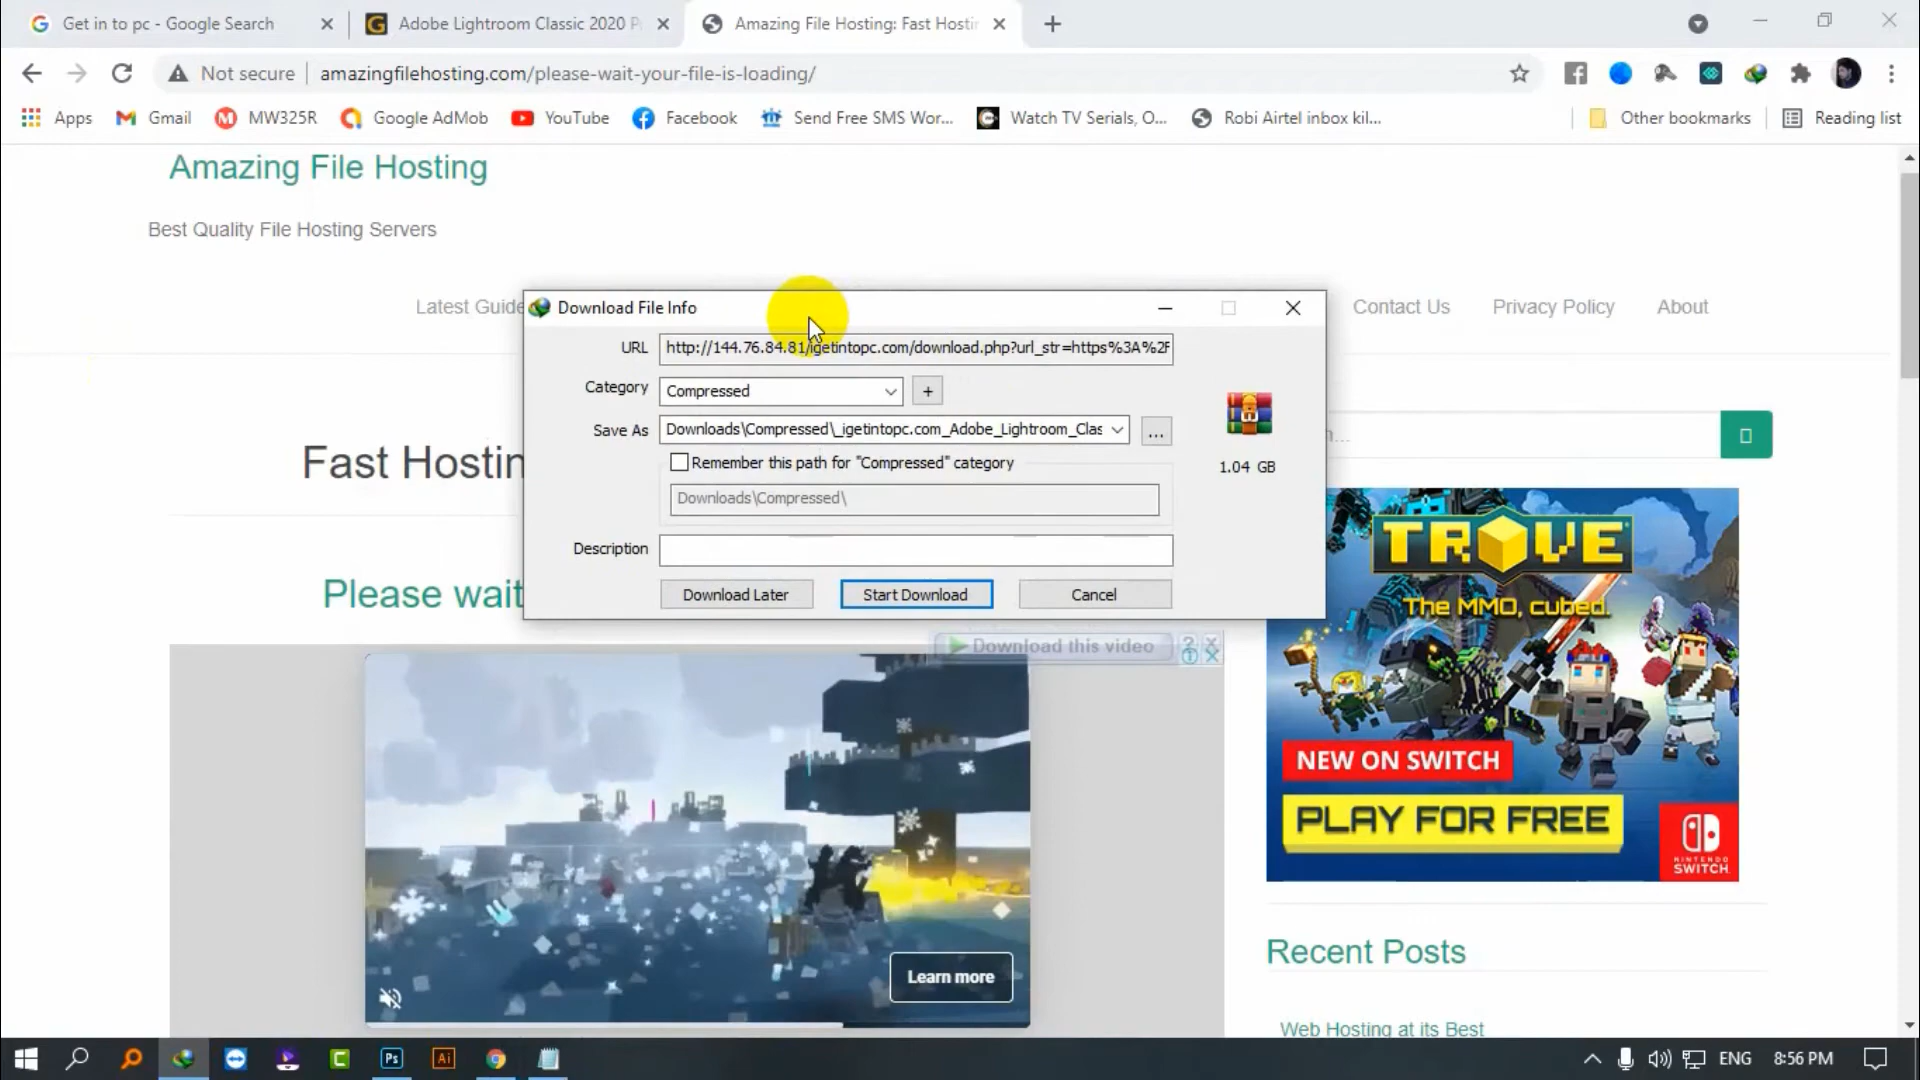 Get in to pc - Google Search
Adobe Lightroom Classic 2020
Amazing File Hosting: Fast Hostin
Not secure
amazingfilehosting.com/please-wait-your-file-is-loading/
Apps
Gmail
MW325R
Google AdMob
YouTube
Facebook
Send Free SMS Wor...
Watch TV Serials, O...
Robi Airtel inbox kil...
Other bookmarks
Reading list
Amazing File Hosting
Best Quality File Hosting Servers
Latest Guide
Contact Us
Privacy Policy
About
Download File Info
URL
http://144.76.84.81/igetintopc.com/download.php?url_str=https%3A%2F
Category
Compressed
+
Save As
Downloads\Compressed\_igetintopc.com_Adobe_Lightroom_Clas
...
1.04 GB
Remember this path for "Compressed" category
Downloads\Compressed\
Description
Download Later
Start Download
Cancel
Fast Hostin
Please wait
Download this video
TROVE
The MMO, cubed.
NEW ON SWITCH
PLAY FOR FREE
NINTENDO
SWITCH
Learn more
Recent Posts
Web Hosting at its Best
Ps
Ai
ENG
8:56 PM